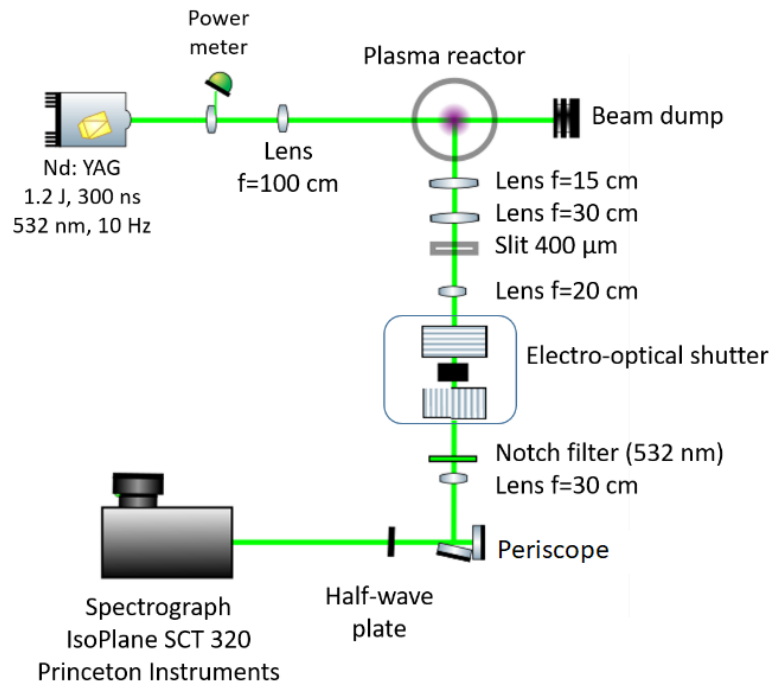 Power
meter
Plasma reactor
Beam dump
Nd: YAG
1.2 J, 300 ns
532 nm, 10 Hz
Lens
f=100 cm
Lens f=15 cm
Lens f=30 cm
Slit 400 µm
Lens f=20 cm
Electro-optical shutter
Notch filter (532 nm)
Lens f=30 cm
Periscope
Half-wave
plate
Spectrograph
IsoPlane SCT 320
Princeton Instruments